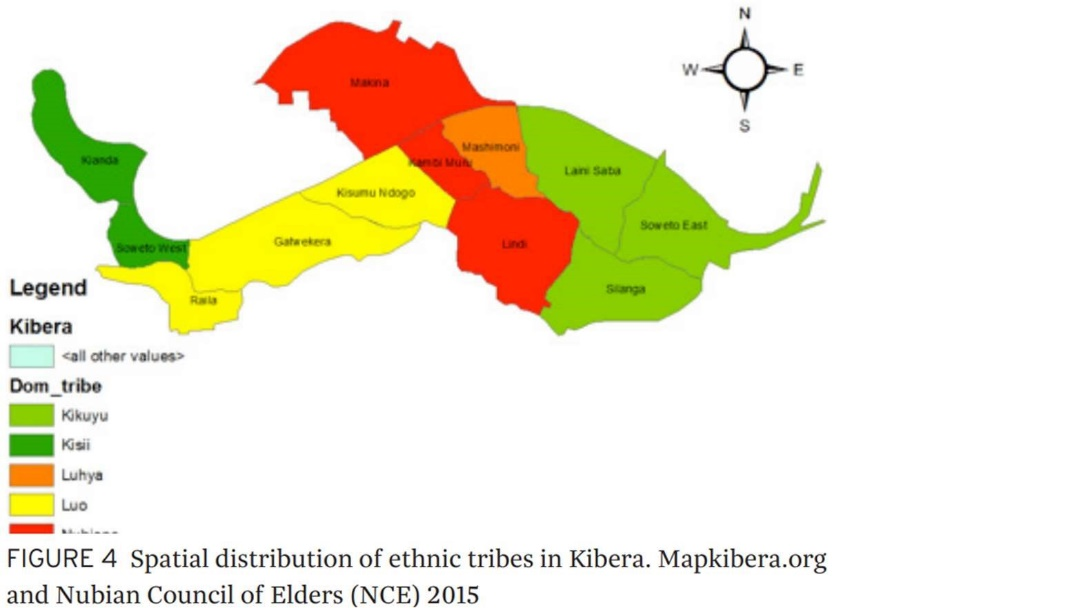 N
W E
S
Makina
Kianda
Mashimoni
Kambi Muru
Laini Saba
Kisumu Ndogo
Soweto East
Soweto West
Gatwekera
Lindi
Silanga
Raila
Legend
Kibera
<all other values>
Dom_tribe
Kikuyu
Kisii
Luhya
Luo
FIGURE 4 Spatial distribution of ethnic tribes in Kibera. Mapkibera.org
and Nubian Council of Elders (NCE) 2015